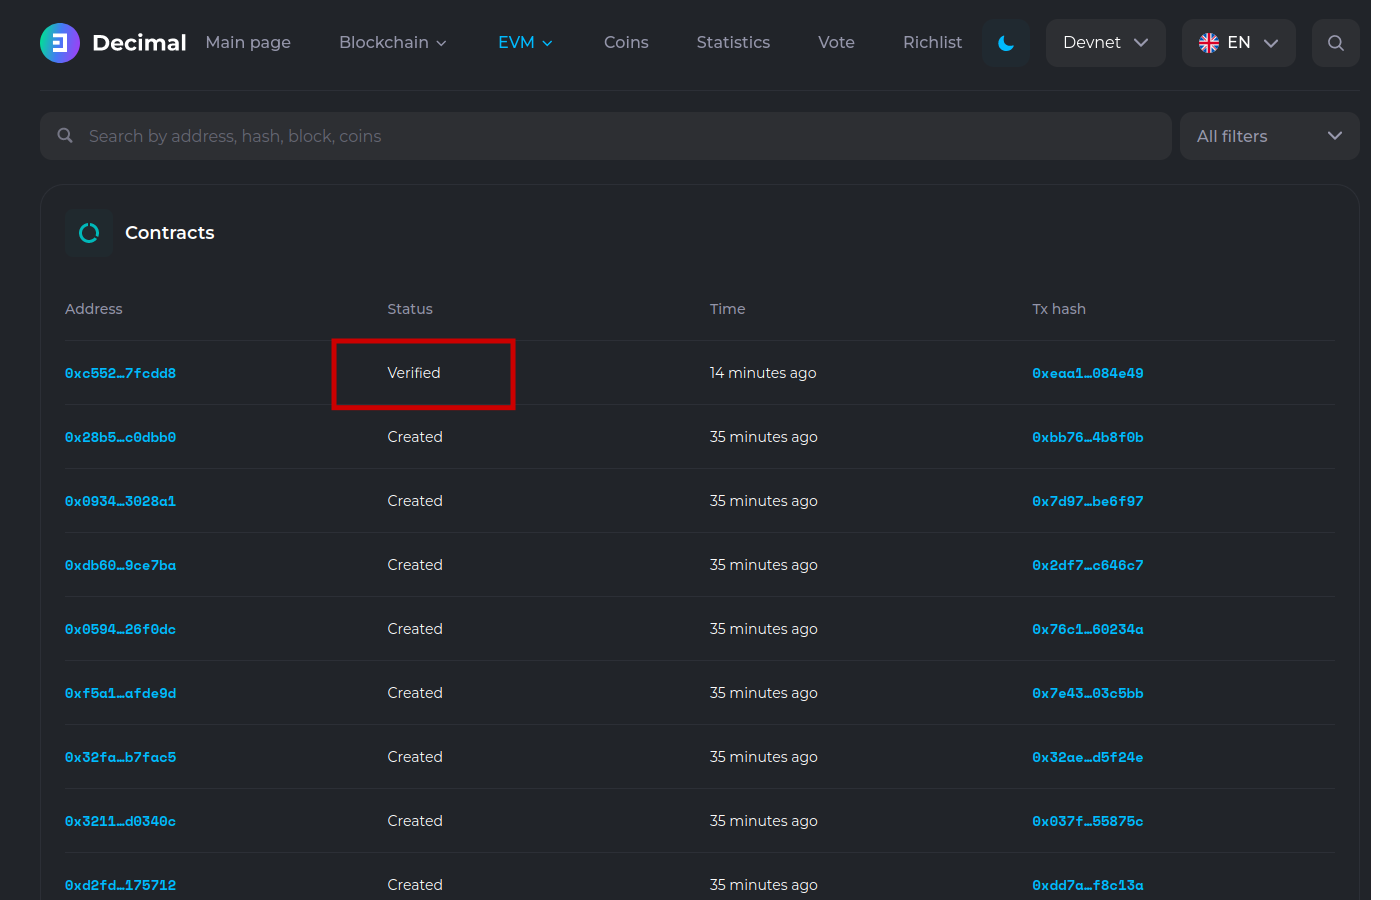 Decimal Main page Blockchain EVM Coins Statistics Vote Richlist Devnet EN
Search by address, hash, block, coins All filters
Contracts
Address Status Time Tx hash
0xc552…7fcdd8 Verified 14 minutes ago 0xeaa1…084e49
0x28b5…c0dbb0 Created 35 minutes ago 0xbb76…4b8f0b
0x0934…3028a1 Created 35 minutes ago 0x7d97…be6f97
0xdb60…9ce7ba Created 35 minutes ago 0x2df7…c646c7
0x0594…26f0dc Created 35 minutes ago 0x76c1…60234a
0xf5a1…afde9d Created 35 minutes ago 0x7e43…03c5bb
0x32fa…b7fac5 Created 35 minutes ago 0x32ae…d5f24e
0x3211…d0340c Created 35 minutes ago 0x037f…55875c
0xd2fd…175712 Created 35 minutes ago 0xdd7a…f8c13a